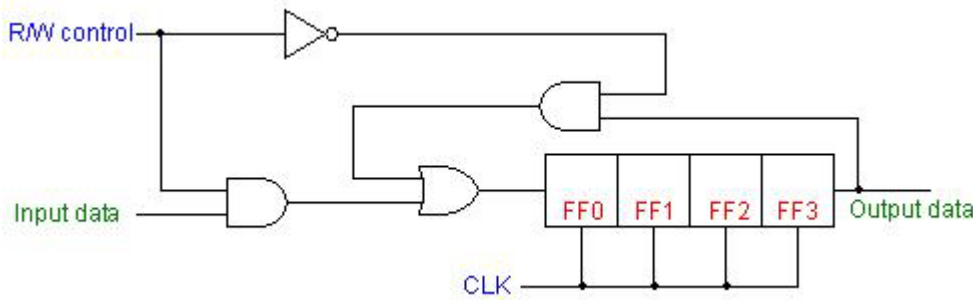 R/W control
Input data
FF0 FF1 FF2 FF3
Output data
CLK